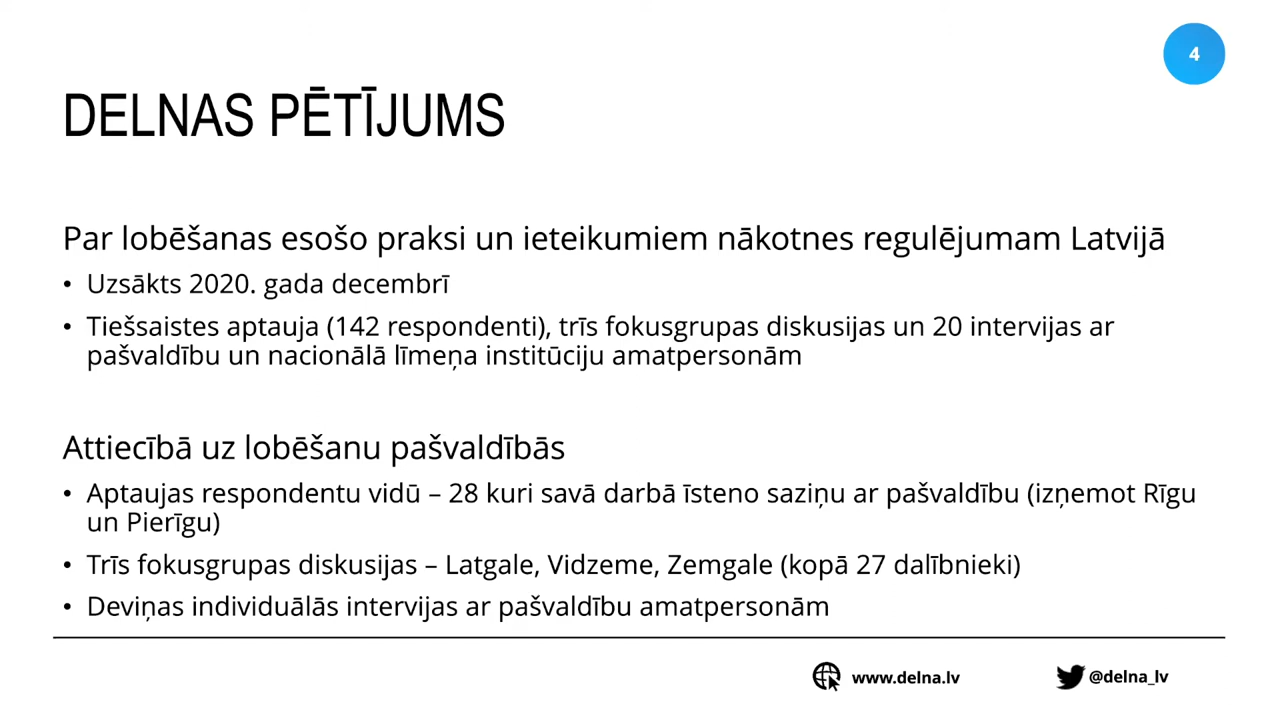 4
DELNAS PĒTĪJUMS
Par lobēšanas esošo praksi un ieteikumiem nākotnes regulējumam Latvijā
• Uzsākts 2020. gada decembrī
• Tiešsaistes aptauja (142 respondenti), trīs fokusgrupas diskusijas un 20 intervijas ar
pašvaldību un nacionālā līmeņa institūciju amatpersonām
Attiecībā uz lobēšanu pašvaldībās
• Aptaujas respondentu vidū – 28 kuri savā darbā īsteno saziņu ar pašvaldību (izņemot Rīgu
un Pierīgu)
• Trīs fokusgrupas diskusijas – Latgale, Vidzeme, Zemgale (kopā 27 dalībnieki)
• Deviņas individuālās intervijas ar pašvaldību amatpersonām
www.delna.lv
@delna_lv